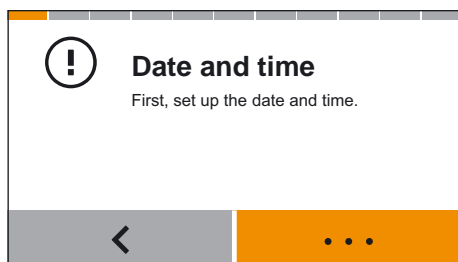 Date and time
First, set up the date and time.